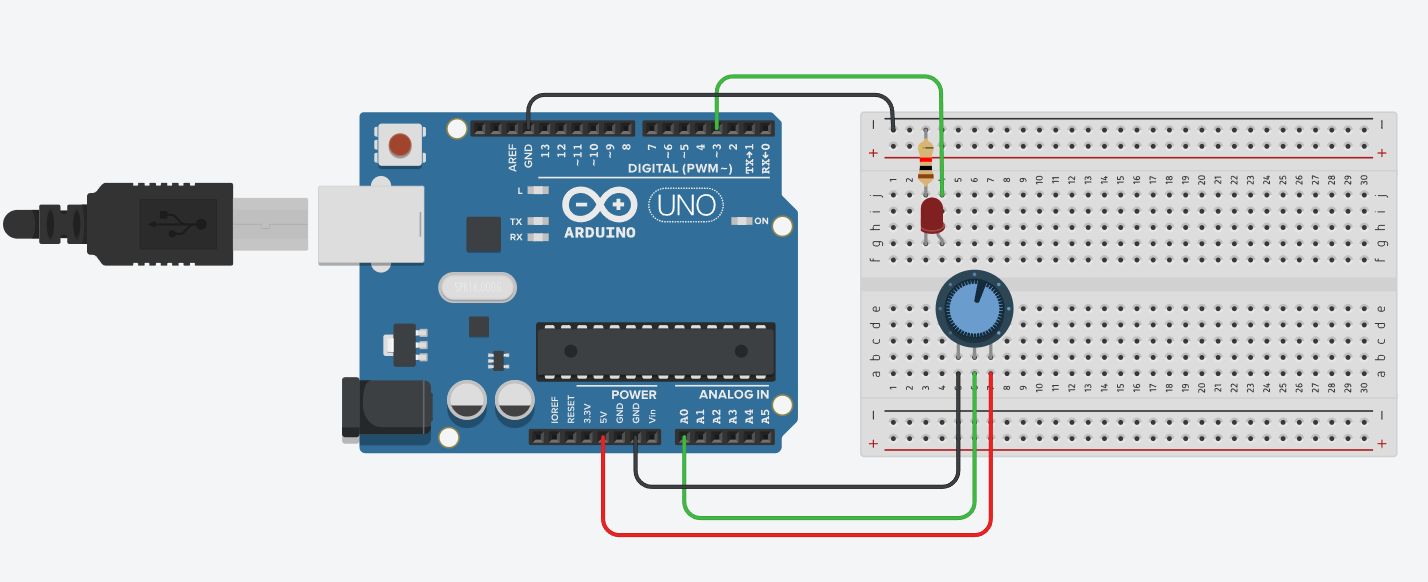 AREF
GND
13
12
~11
~10
~9
8
7
~6
~5
4
~3
2
TX→1
RX←0
DIGITAL (PWM~)
L
TX
RX
ARDUINO
UNO
ON
POWER
ANALOG IN
IOREF
RESET
3.3V
5V
GND
GND
Vin
A0
A1
A2
A3
A4
A5
− −
+ +
1 2 3 4 5 6 7 8 9 10 11 12 13 14 15 16 17 18 19 20 21 22 23 24 25 26 27 28 29 30
j j
i i
h h
g g
f f
e e
d d
c c
b b
a a
1 2 3 4 5 6 7 8 9 10 11 12 13 14 15 16 17 18 19 20 21 22 23 24 25 26 27 28 29 30
− −
+ +